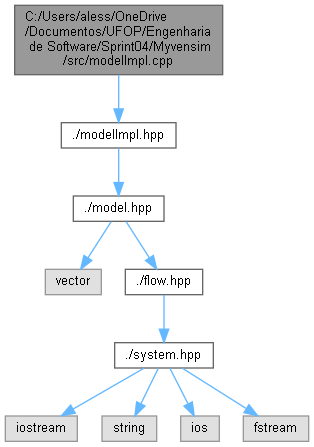 C:/Users/aless/OneDrive
/Documentos/UFOP/Engenharia
de Software/Sprint04/Myvensim
/src/modelImpl.cpp
./modelImpl.hpp
./model.hpp
vector
./flow.hpp
./system.hpp
iostream
string
ios
fstream